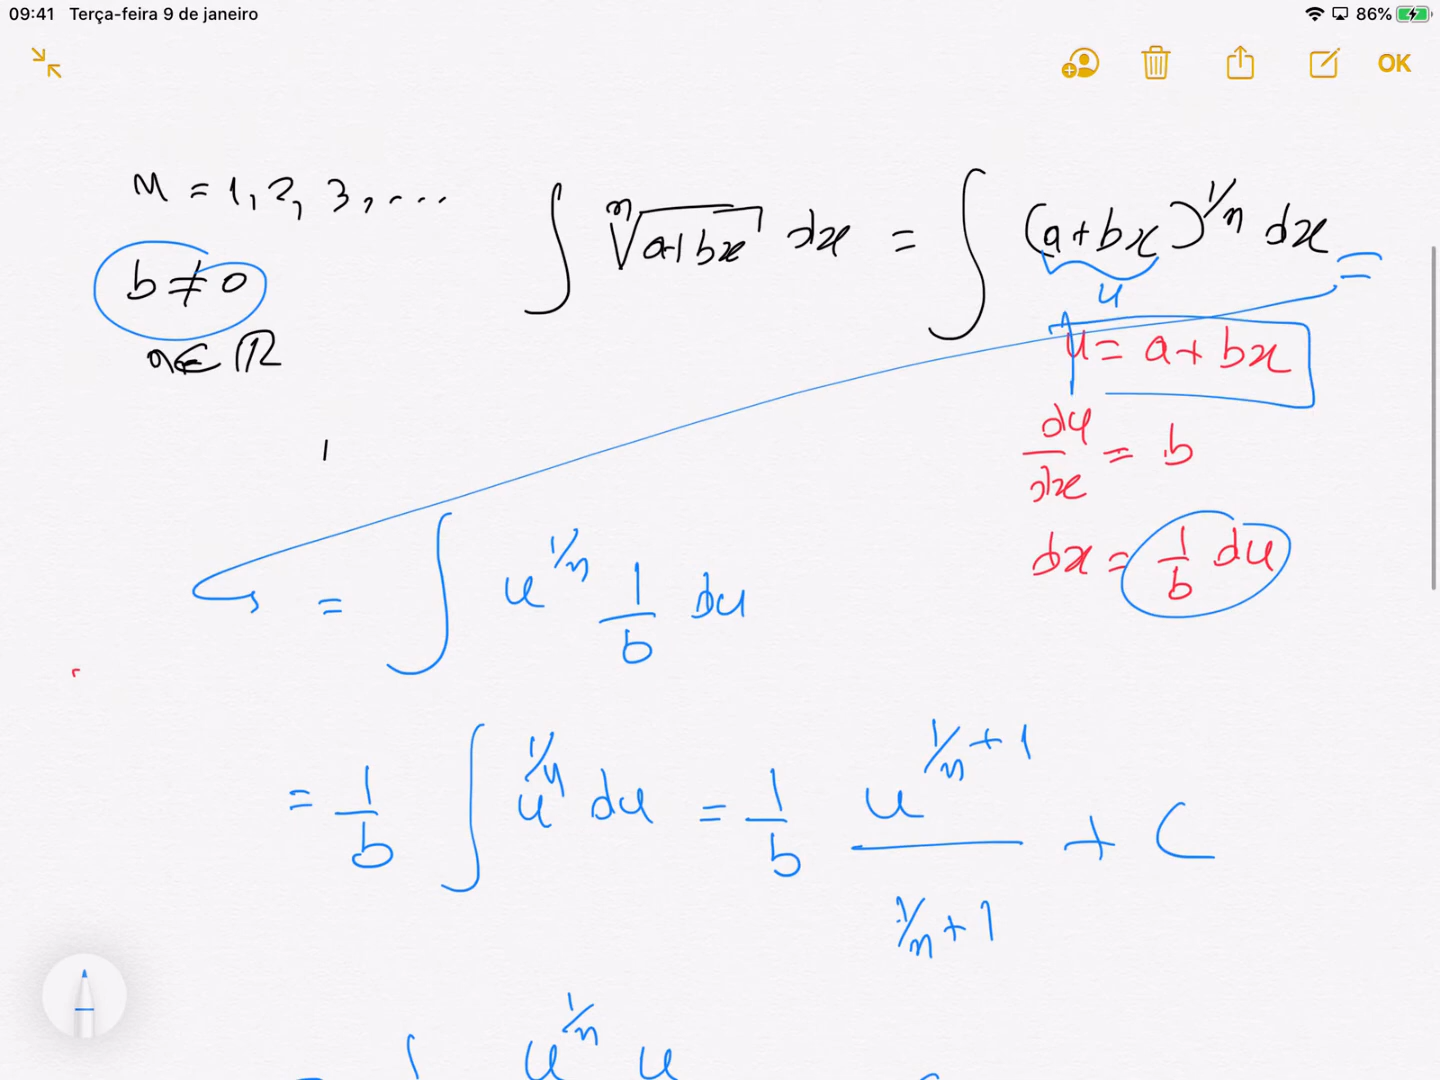 09:41 Terça-feira 9 de janeiro 86%
OK
n = 1, 2, 3, ...
b ≠ 0
a ∈ ℝ
∫ ⁿ√(a+bx) dx = ∫ (a+bx)^{1/n} dx =
u
u = a + bx
du/dx = b
dx = 1/b du
= ∫ u^{1/n} 1/b du
= 1/b ∫ u^{1/n} du = 1/b u^{1/n + 1} / (1/n + 1) + C
u^{1/n} u